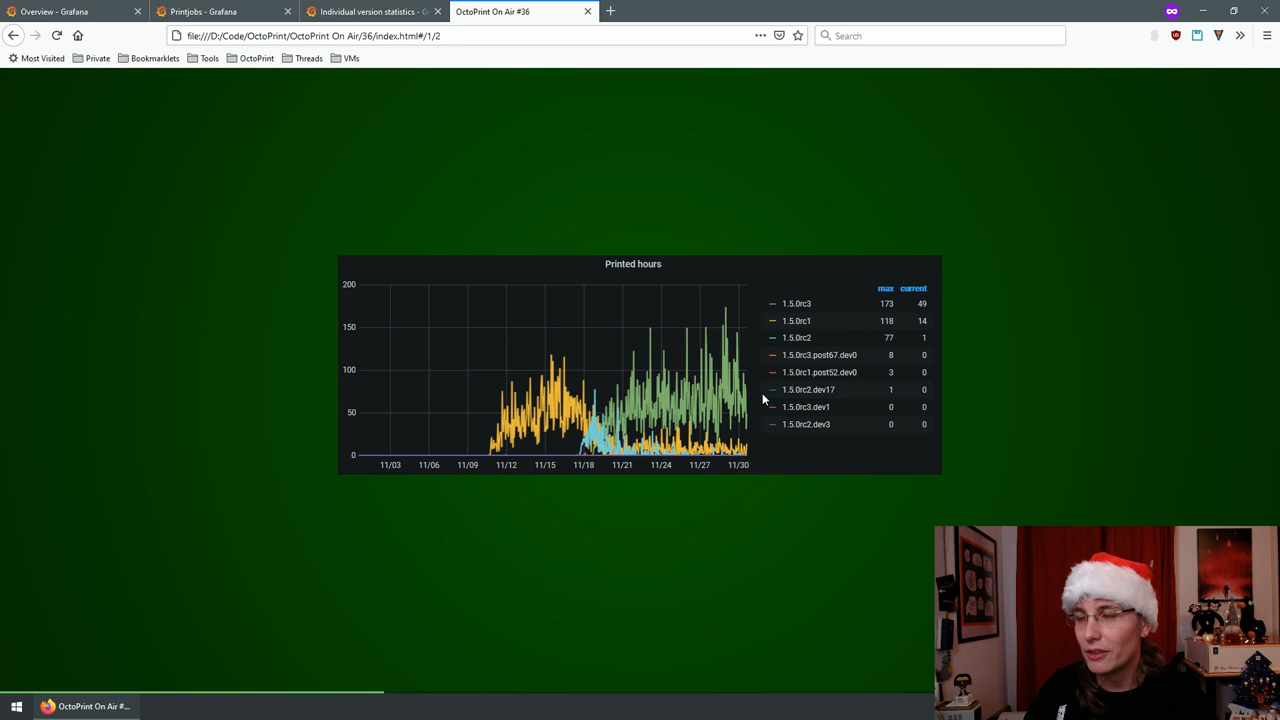 Overview - Grafana
Printjobs - Grafana
Individual version statistics - G
OctoPrint On Air #36
file:///D:/Code/OctoPrint/OctoPrint On Air/36/index.html#/1/2
Search
Most Visited Private Bookmarklets Tools OctoPrint Threads VMs
Printed hours
max current
200
150
100
50
0
11/03 11/06 11/09 11/12 11/15 11/18 11/21 11/24 11/27 11/30
1.5.0rc3 173 49
1.5.0rc1 118 14
1.5.0rc2 77 1
1.5.0rc3.post67.dev0 8 0
1.5.0rc1.post52.dev0 3 0
1.5.0rc2.dev17 1 0
1.5.0rc3.dev1 0 0
1.5.0rc2.dev3 0 0
OctoPrint On Air #...